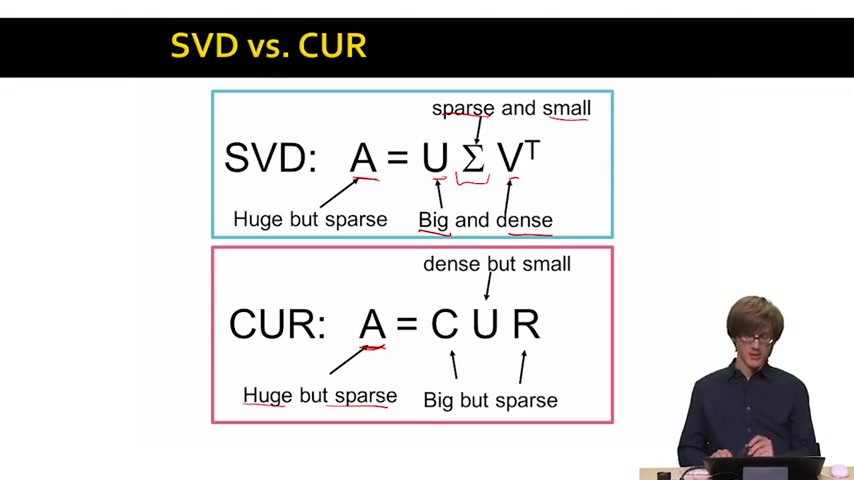 SVD vs. CUR
sparse and small
SVD: A = U Σ Vᵀ
Huge but sparse Big and dense
dense but small
CUR: A = C U R
Huge but sparse Big but sparse